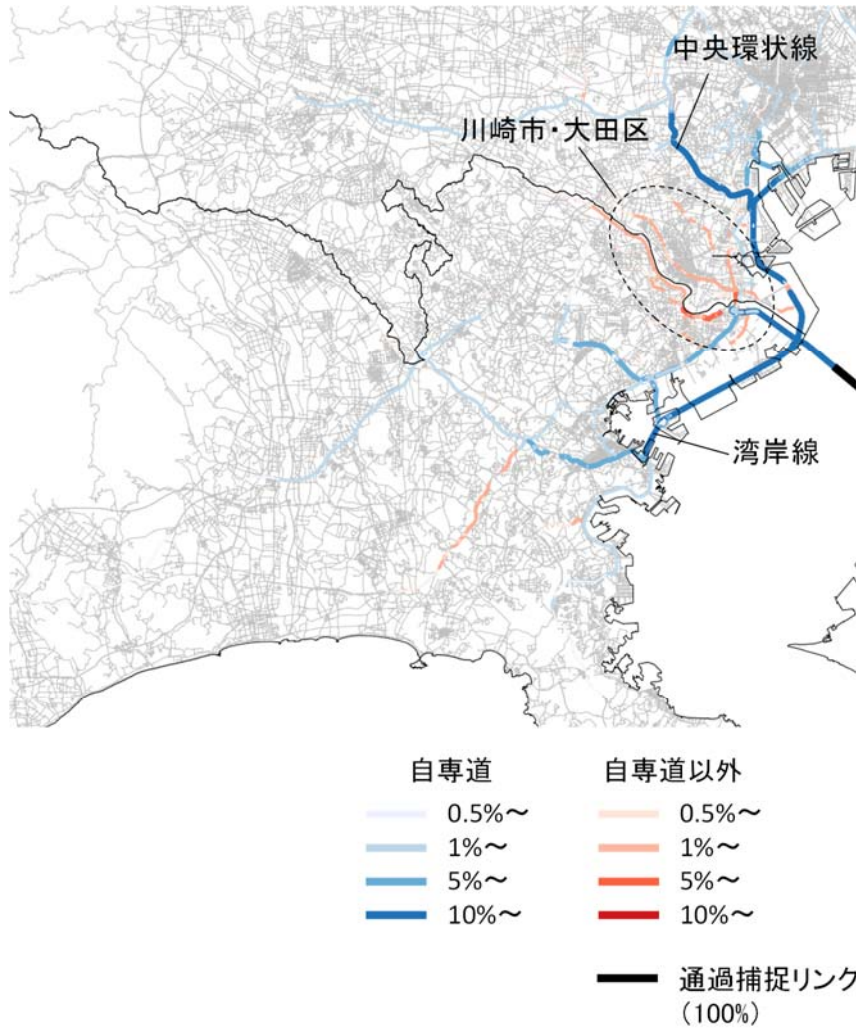 中央環状線
川崎市・大田区
湾岸線
自専道
0.5%～
1%～
5%～
10%～
自専道以外
0.5%～
1%～
5%～
10%～
通過捕捉リンク
(100%)